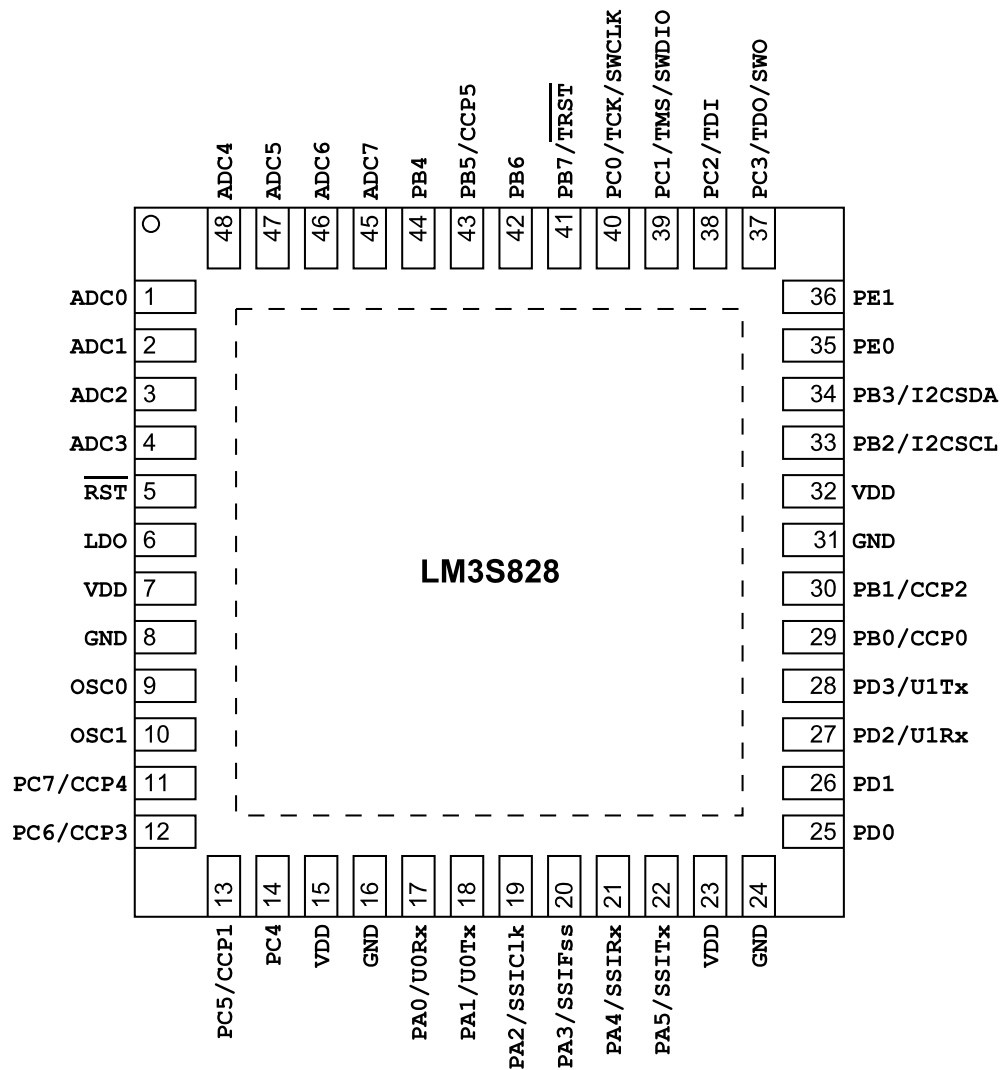 ADC4 ADC5 ADC6 ADC7 PB4 PB5/CCP5 PB6 PB7/TRST PC0/TCK/SWCLK PC1/TMS/SWDIO PC2/TDI PC3/TDO/SWO
48 47 46 45 44 43 42 41 40 39 38 37
ADC0 1
ADC1 2
ADC2 3
ADC3 4
RST 5
LDO 6
VDD 7
GND 8
OSC0 9
OSC1 10
PC7/CCP4 11
PC6/CCP3 12
LM3S828
36 PE1
35 PE0
34 PB3/I2CSDA
33 PB2/I2CSCL
32 VDD
31 GND
30 PB1/CCP2
29 PB0/CCP0
28 PD3/U1Tx
27 PD2/U1Rx
26 PD1
25 PD0
13 14 15 16 17 18 19 20 21 22 23 24
PC5/CCP1 PC4 VDD GND PA0/U0Rx PA1/U0Tx PA2/SSIClk PA3/SSIFss PA4/SSIRx PA5/SSITx VDD GND